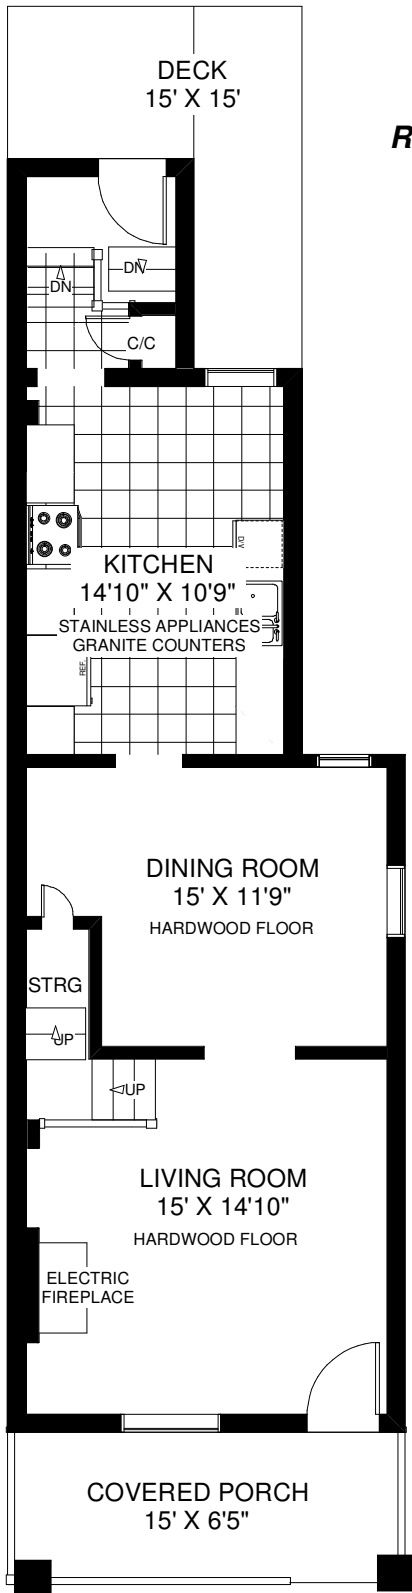 DECK
15' X 15'
R
DN
DN
C/C
D/W
KITCHEN
14'10" X 10'9"
STAINLESS APPLIANCES
GRANITE COUNTERS
REF.
DINING ROOM
15' X 11'9"
HARDWOOD FLOOR
STRG
UP
UP
LIVING ROOM
15' X 14'10"
HARDWOOD FLOOR
ELECTRIC
FIREPLACE
COVERED PORCH
15' X 6'5"